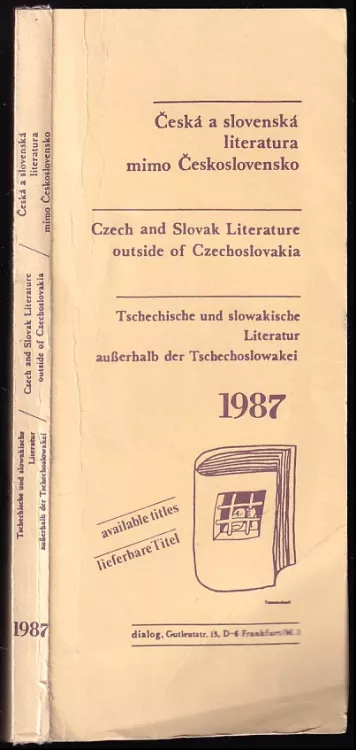 Česká a slovenská
literatura
mimo Československo
Czech and Slovak Literature
outside of Czechoslovakia
Tschechische und slowakische
Literatur
außerhalb der Tschechoslowakei
1987
available titles
lieferbare Titel
dialog, Gutleutstr. 15, D-6 Frankfurt/M.
Česká a slovenská
literatura
mimo Československo
Czech and Slovak Literature
outside of Czechoslovakia
Tschechische und slowakische
Literatur
außerhalb der Tschechoslowakei
1987